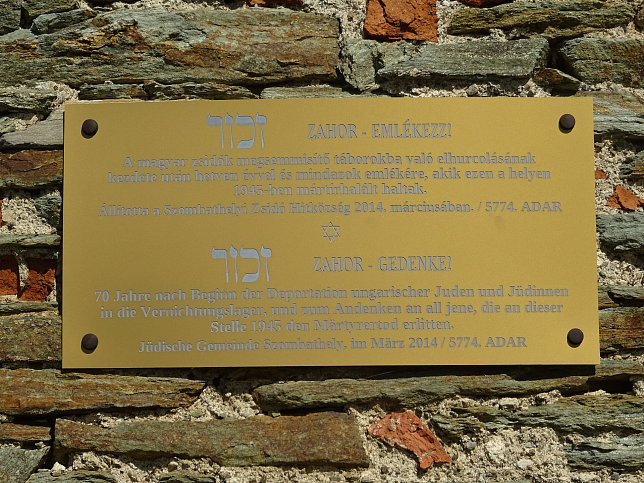 זכור ZAHOR - EMLÉKEZZ!
A magyar zsidók megsemmisítő táborokba való elhurcolásának
kezdete után hetven évvel és mindazok emlékére, akik ezen a helyen
1945-ben mártírhalált haltak.
Állította a Szombathelyi Zsidó Hitközség 2014. márciusában. / 5774. ADAR
זכור ZAHOR - GEDENKE!
70 Jahre nach Beginn der Deportation ungarischer Juden und Jüdinnen
in die Vernichungslager, und zum Andenken an all jene, die an dieser
Stelle 1945 den Märtyrertod erlitten.
Jüdische Gemeinde Szombathely, im März 2014 / 5774. ADAR